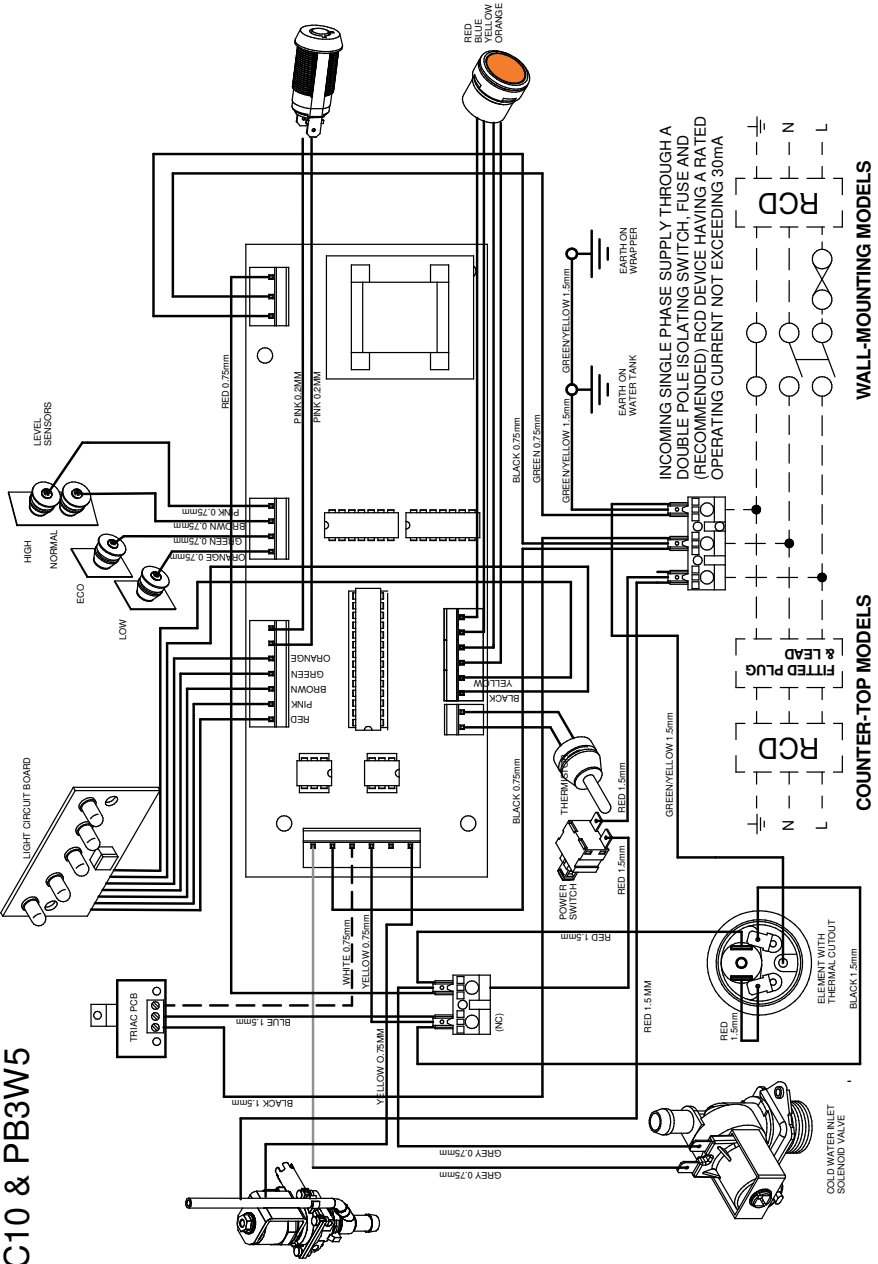 C10 & PB3W5
LIGHT CIRCUIT BOARD
LEVEL
SENSORS
HIGH
NORMAL
ECO
LOW
RED
BLUE
YELLOW
ORANGE
TRIAC PCB
RED 0.75mm
PINK 0.2MM
PINK 0.2MM
PINK 0.75mm
BROWN 0.75mm
GREEN 0.75mm
ORANGE 0.75mm
ORANGE
GREEN
BROWN
PINK
RED
YELLOW
BLACK
WHITE 0.75mm
YELLOW 0.75mm
BLUE 1.5mm
BLACK 1.5mm
YELLOW 0.75MM
GREY 0.75mm
GREY 0.75mm
(NC)
BLACK 0.75mm
BLACK 0.75mm
GREEN 0.75mm
GREEN/YELLOW 1.5mm
GREEN/YELLOW 1.5mm
EARTH ON
WATER TANK
EARTH ON
WRAPPER
THERMISTOR
POWER
SWITCH
RED 1.5mm
RED 1.5mm
RED 1.5mm
RED 1.5 MM
GREEN/YELLOW 1.5mm
RED
1.5mm
ELEMENT WITH
THERMAL CUTOUT
BLACK 1.5mm
COLD WATER INLET
SOLENOID VALVE
INCOMING SINGLE PHASE SUPPLY THROUGH A
DOUBLE POLE ISOLATING SWITCH, FUSE AND
(RECOMMENDED) RCD DEVICE HAVING A RATED
OPERATING CURRENT NOT EXCEEDING 30mA
RCD
FITTED PLUG
& LEAD
N
L
COUNTER-TOP MODELS
RCD
N
L
WALL-MOUNTING MODELS